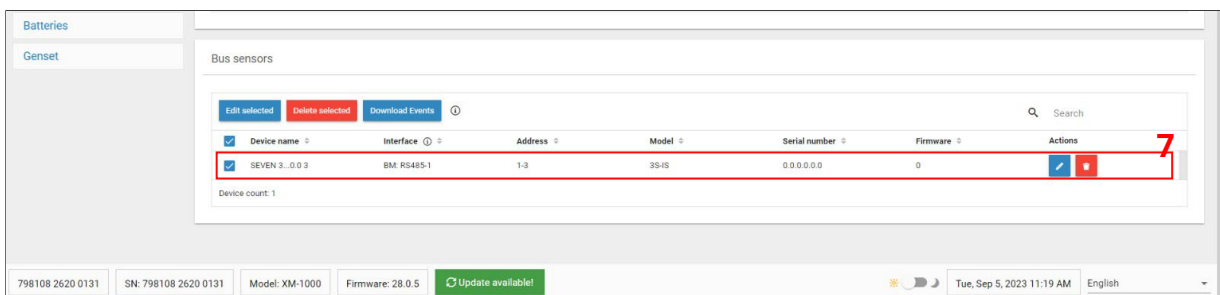 Batteries
Genset
Bus sensors
Edit selected Delete selected Download Events Search
Device name Interface Address Model Serial number Firmware Actions
7
SEVEN 3...0.0 3 BM: RS485-1 1-3 3S-IS 0.0.0.0.0.0 0
Device count: 1
798108 2620 0131 SN: 798108 2620 0131 Model: XM-1000 Firmware: 28.0.5 Update available! Tue, Sep 5, 2023 11:19 AM English